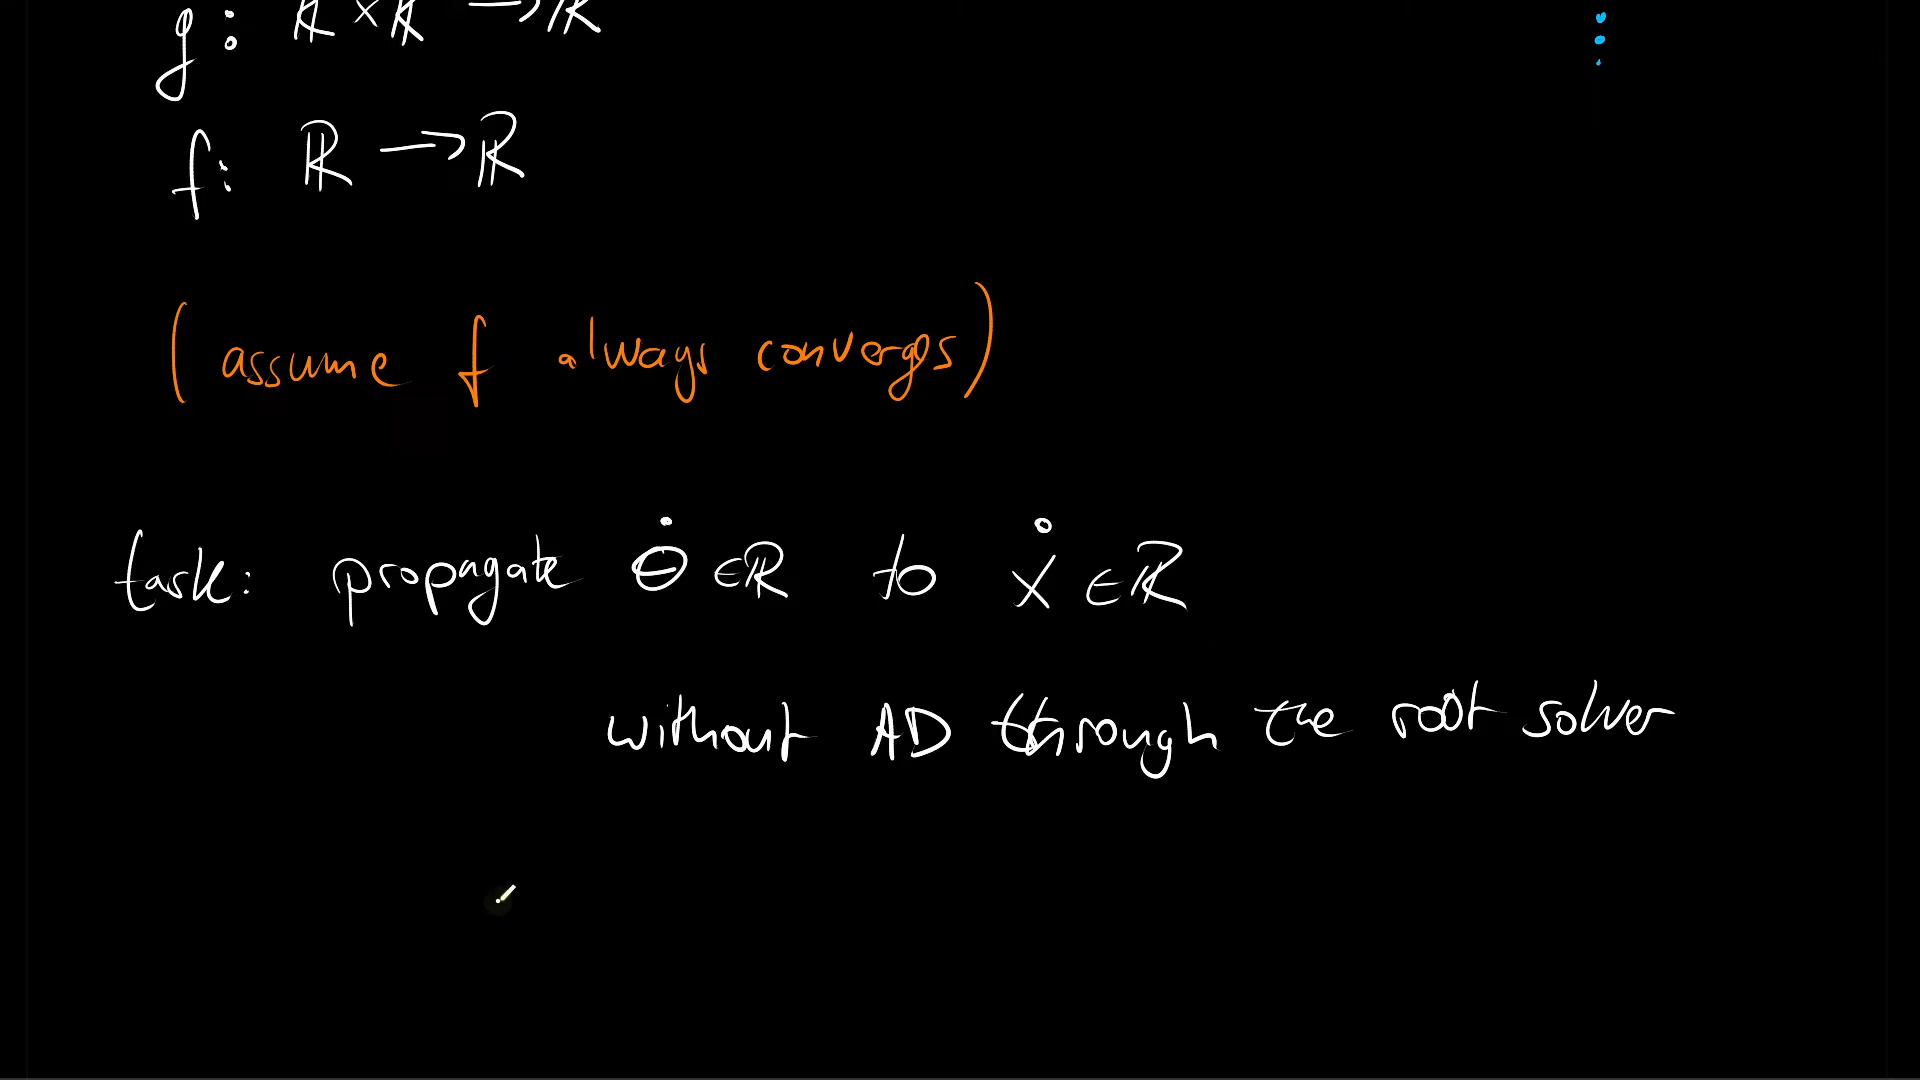 g: ℝ × ℝ → ℝ
f: ℝ → ℝ
(assume f always converges)
task: propagate θ̇ ∈ ℝ to ẋ ∈ ℝ
without AD through the root solver